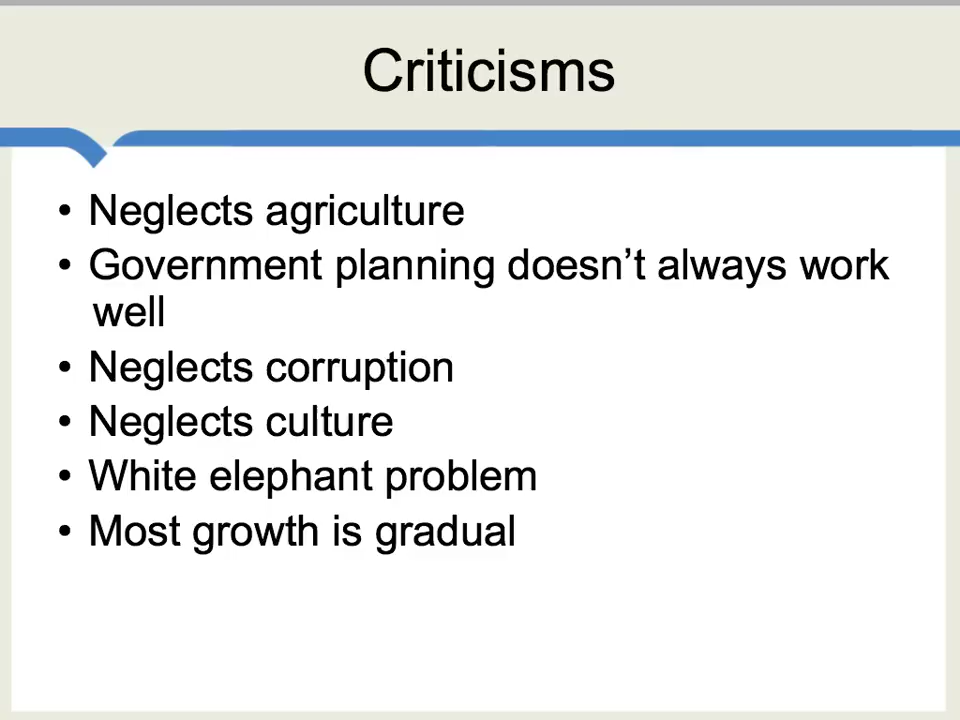 Criticisms
• Neglects agriculture
• Government planning doesn’t always work
well
• Neglects corruption
• Neglects culture
• White elephant problem
• Most growth is gradual